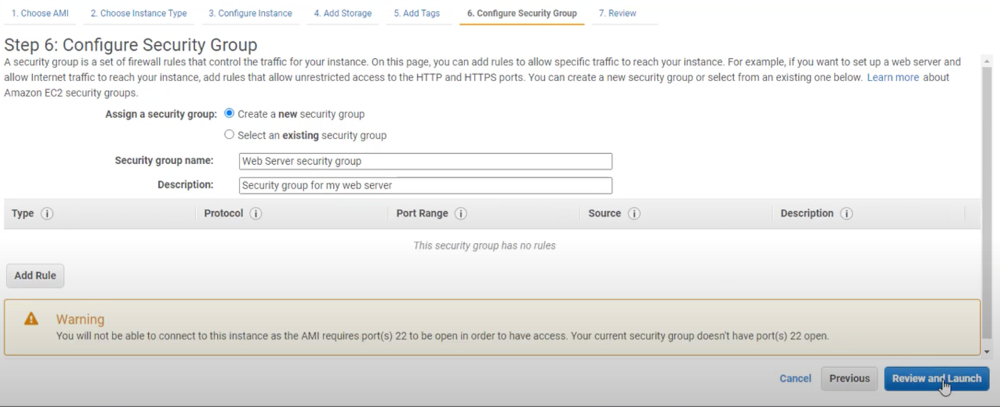 1. Choose AMI 2. Choose Instance Type 3. Configure Instance 4. Add Storage 5. Add Tags 6. Configure Security Group 7. Review
Step 6: Configure Security Group
A security group is a set of firewall rules that control the traffic for your instance. On this page, you can add rules to allow specific traffic to reach your instance. For example, if you want to set up a web server and
allow Internet traffic to reach your instance, add rules that allow unrestricted access to the HTTP and HTTPS ports. You can create a new security group or select from an existing one below. Learn more about
Amazon EC2 security groups.
Assign a security group: Create a new security group
Select an existing security group
Security group name: Web Server security group
Description: Security group for my web server
Type i Protocol i Port Range i Source i Description i
This security group has no rules
Add Rule
Warning
You will not be able to connect to this instance as the AMI requires port(s) 22 to be open in order to have access. Your current security group doesn't have port(s) 22 open.
Cancel Previous Review and Launch